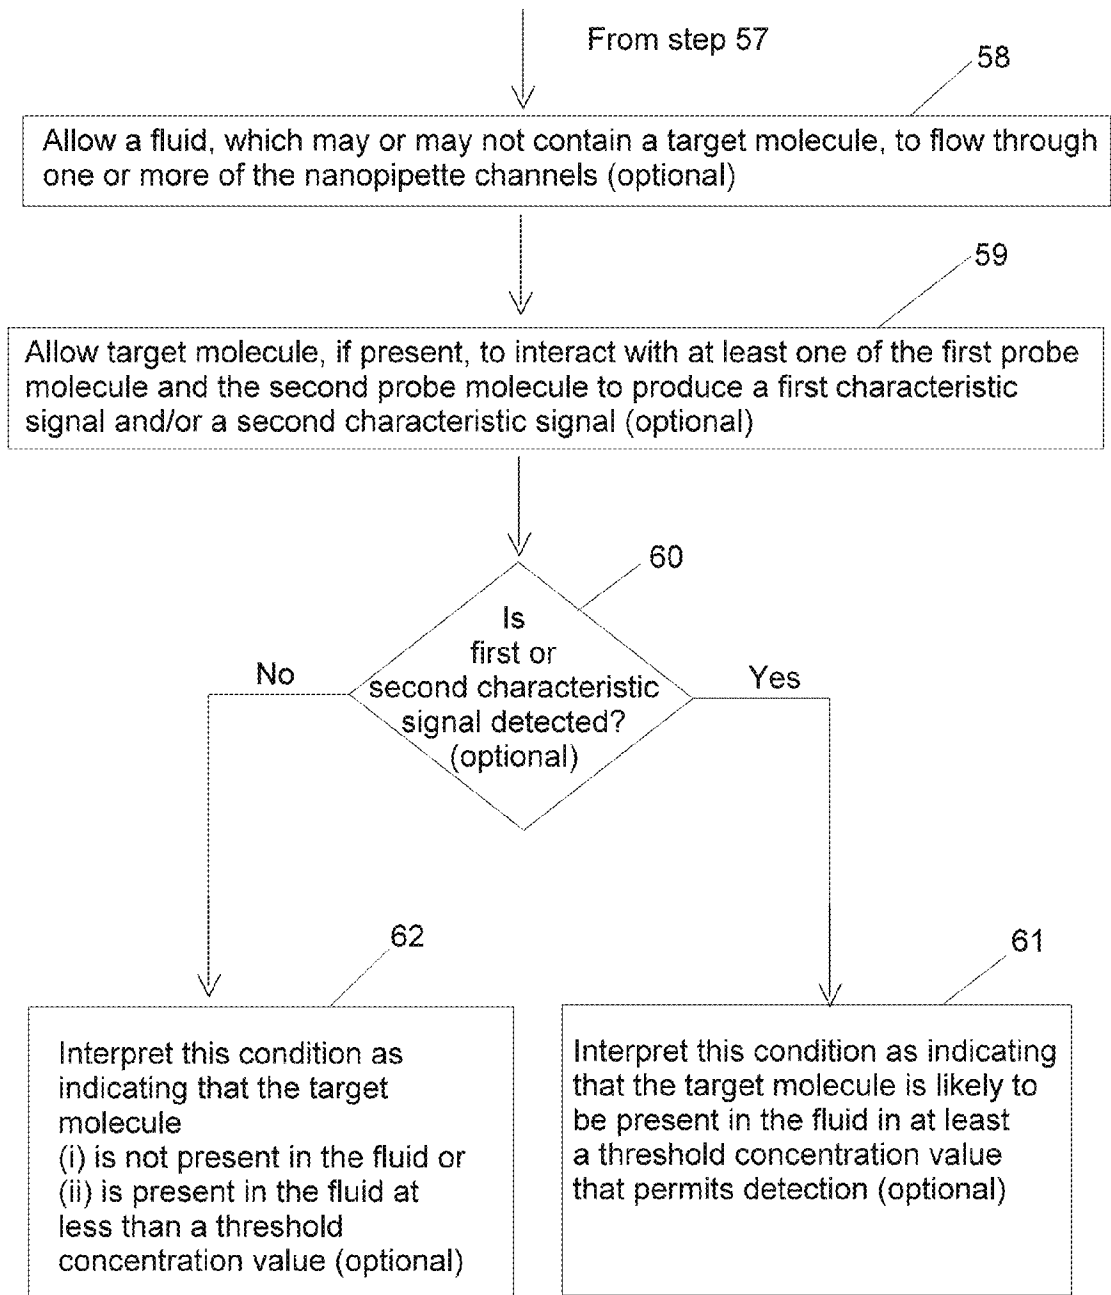 From step 57
58
Allow a fluid, which may or may not contain a target molecule, to flow through
one or more of the nanopipette channels (optional)
59
Allow target molecule, if present, to interact with at least one of the first probe
molecule and the second probe molecule to produce a first characteristic
signal and/or a second characteristic signal (optional)
60
Is
first or
second characteristic
signal detected?
(optional)
No
Yes
62
Interpret this condition as
indicating that the target
molecule
(i) is not present in the fluid or
(ii) is present in the fluid at
less than a threshold
concentration value (optional)
61
Interpret this condition as indicating
that the target molecule is likely to
be present in the fluid in at least
a threshold concentration value
that permits detection (optional)